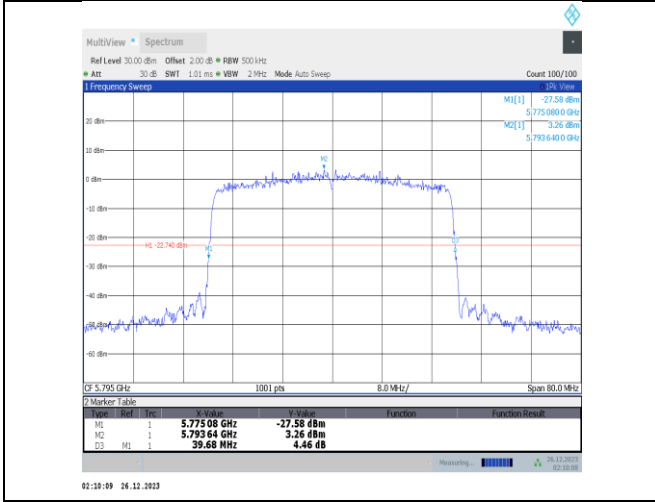 MultiView Spectrum
Ref Level 30.00 dBm Offset 2.00 dB RBW 500 kHz
Att 30 dB SWT 1.01 ms VBW 2 MHz Mode Auto Sweep Count 100/100
1 Frequency Sweep 1Pk View
M1[1] -27.58 dBm
5.775 080 0 GHz
M2[1] 3.26 dBm
5.793 640 0 GHz
20 dBm
10 dBm
M2
0 dBm
-10 dBm
-20 dBm
D3
H1 -22.740 dBm
M1
-30 dBm
-40 dBm
-50 dBm
-60 dBm
CF 5.795 GHz 1001 pts 8.0 MHz/ Span 80.0 MHz
2 Marker Table
Type Ref Trc X-Value Y-Value Function Function Result
M1 1 5.775 08 GHz -27.58 dBm
M2 1 5.793 64 GHz 3.26 dBm
D3 M1 1 39.68 MHz 4.46 dB
Measuring... 26.12.2023
02:10:08
02:10:09 26.12.2023